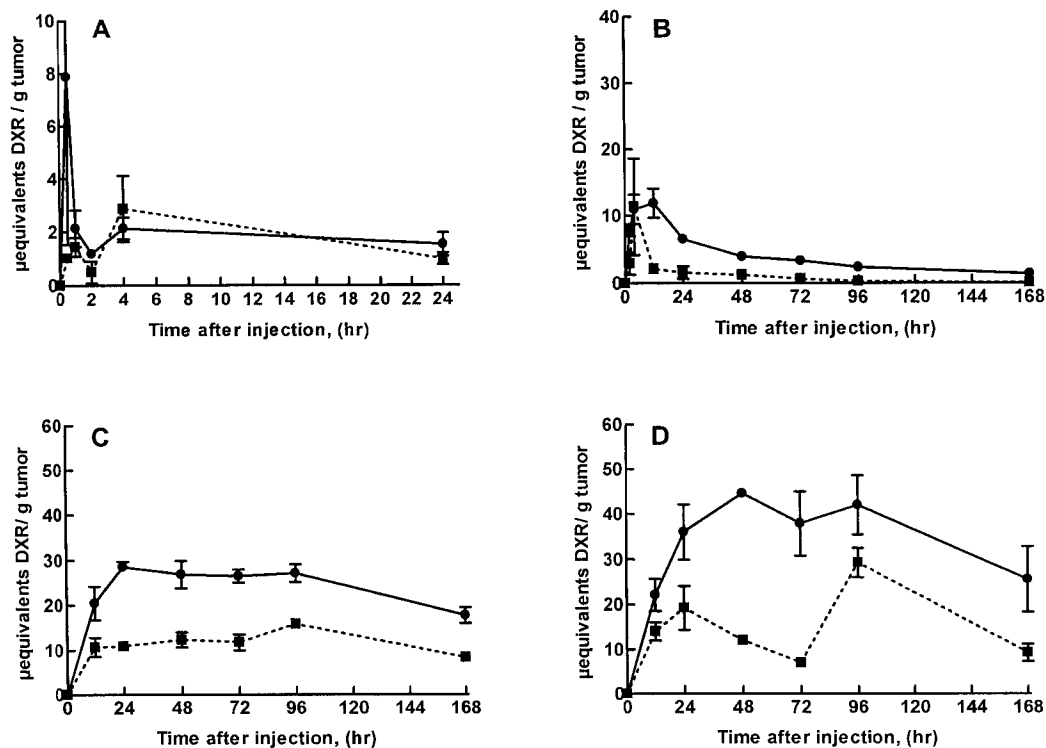 A
µequivalents DXR / g tumor
10
8
6
4
2
0
0 2 4 6 8 10 12 14 16 18 20 22 24
Time after injection, (hr)
B
µequivalents DXR / g tumor
40
30
20
10
0
0 24 48 72 96 120 144 168
Time after injection, (hr)
C
µequivalents DXR/ g tumor
60
50
40
30
20
10
0
0 24 48 72 96 120 144 168
Time after injection, (hr)
D
µequivalents DXR / g tumor
60
50
40
30
20
10
0
0 24 48 72 96 120 144 168
Time after injection, (hr)